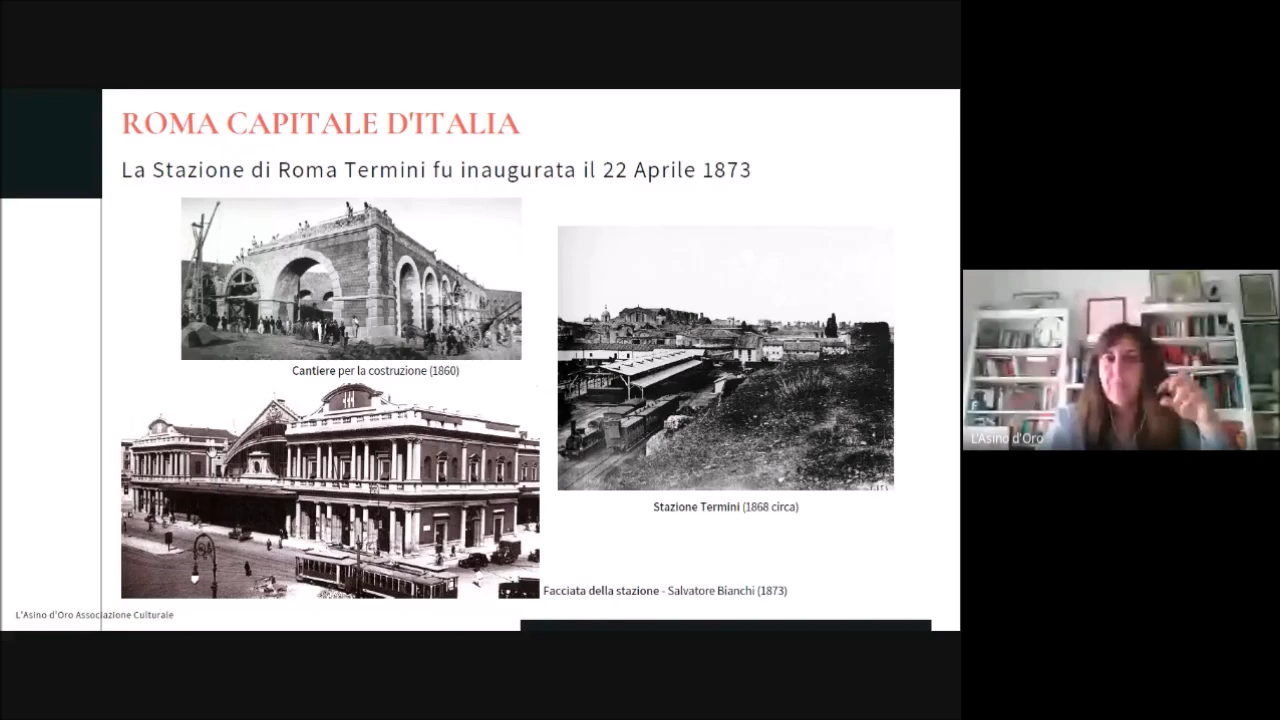 ROMA CAPITALE D'ITALIA
La Stazione di Roma Termini fu inaugurata il 22 Aprile 1873
Cantiere per la costruzione (1860)
Stazione Termini (1868 circa)
Facciata della stazione - Salvatore Bianchi (1873)
L'Asino d'Oro Associazione Culturale
L'Asino d'Oro